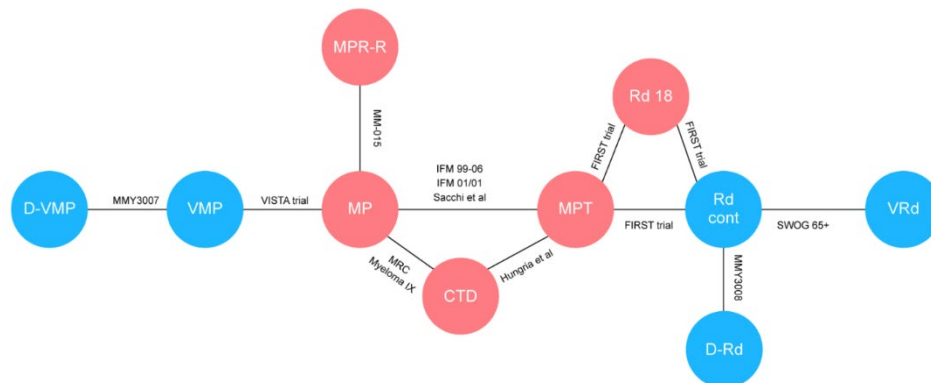 MPR-R
Rd 18
MM-015
FIRST trial
FIRST trial
IFM 99-06
IFM 01/01
Sacchi et al
D-VMP
MMY3007
VMP
VISTA trial
MP
MPT
FIRST trial
Rd
cont
SWOG 65+
VRd
MRC
Myeloma IX
Hungria et al
CTD
MMY3008
D-Rd